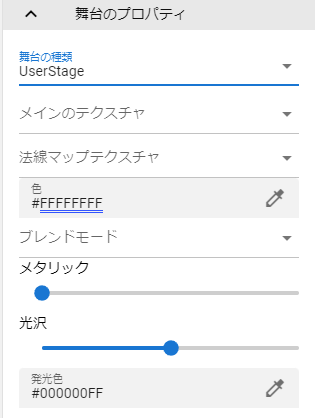 舞台のプロパティ
舞台の種類
UserStage
メインのテクスチャ
法線マップテクスチャ
色
#FFFFFFFF
ブレンドモード
メタリック
光沢
発光色
#000000FF